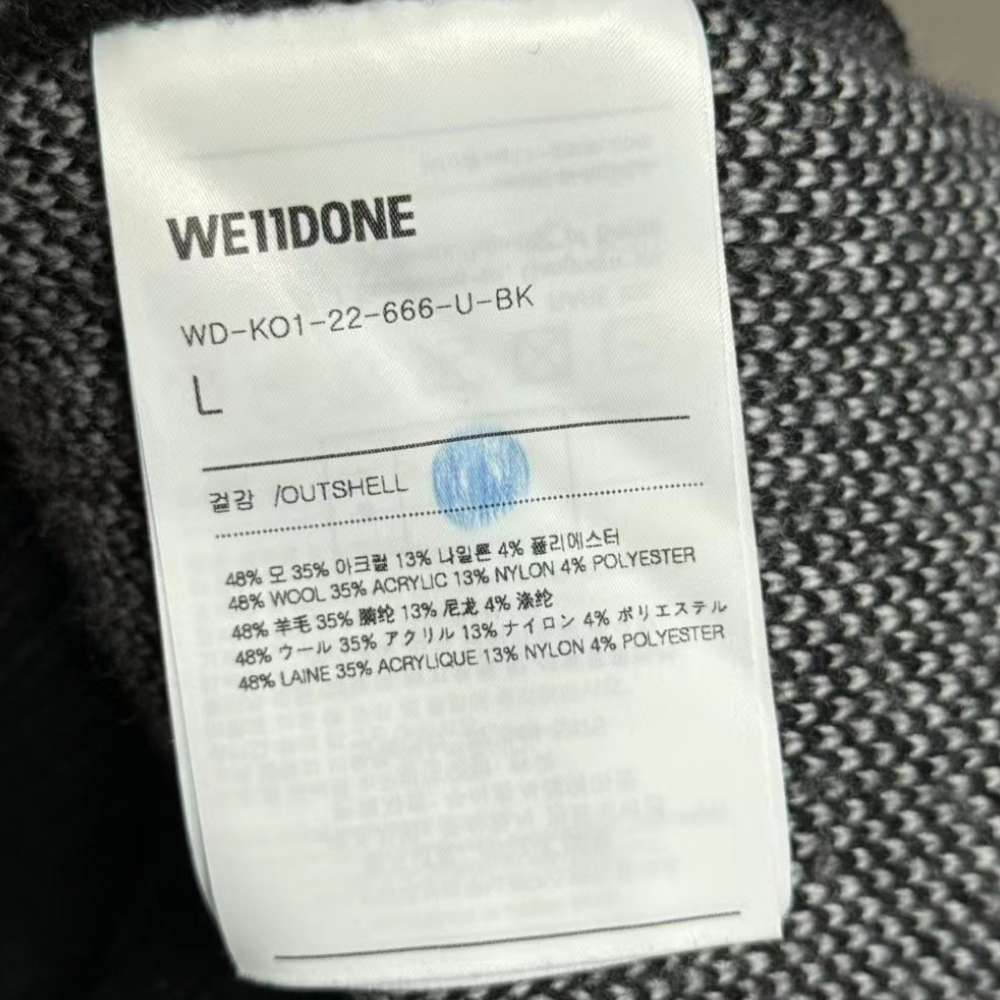 WE11DONE
WD-KO1-22-666-U-BK
L
겉감 /OUTSHELL
48% 모 35% 아크릴 13% 나일론 4% 폴리에스터
48% WOOL 35% ACRYLIC 13% NYLON 4% POLYESTER
48% 羊毛 35% 腈纶 13% 尼龙 4% 涤纶
48% ウール 35% アクリル 13% ナイロン 4% ポリエステル
48% LAINE 35% ACRYLIQUE 13% NYLON 4% POLYESTER